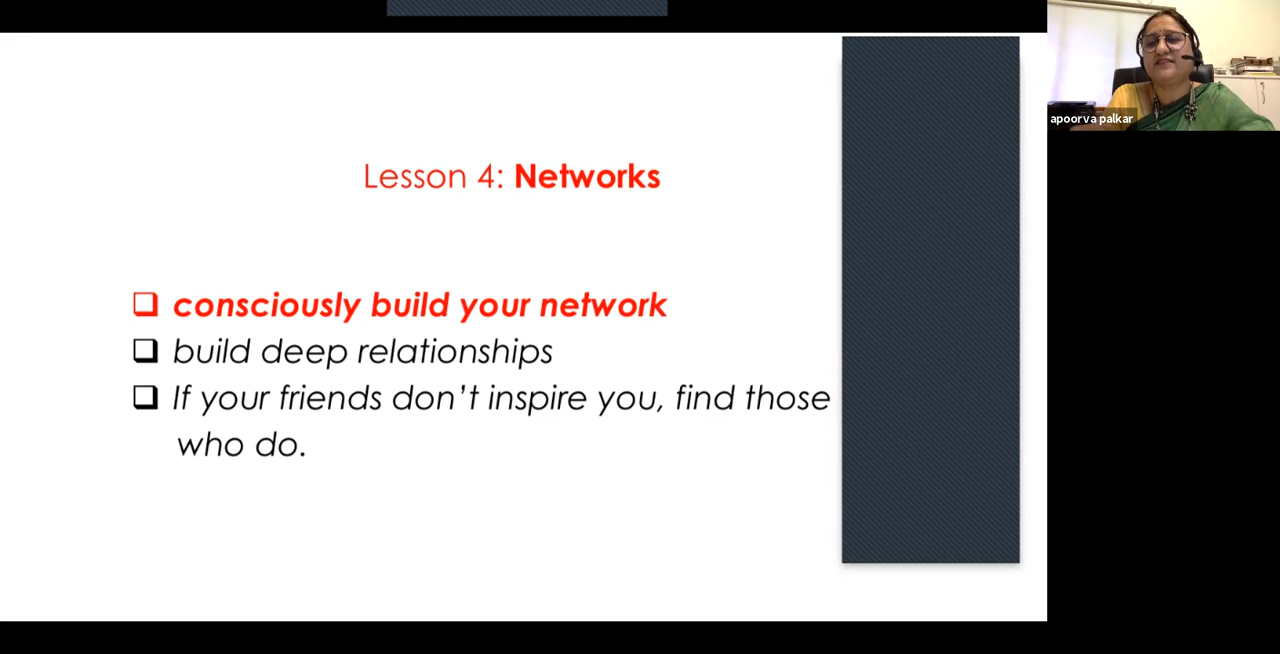 Lesson 4: Networks
❑ consciously build your network
❑ build deep relationships
❑ If your friends don’t inspire you, find those
who do.
apoorva palkar